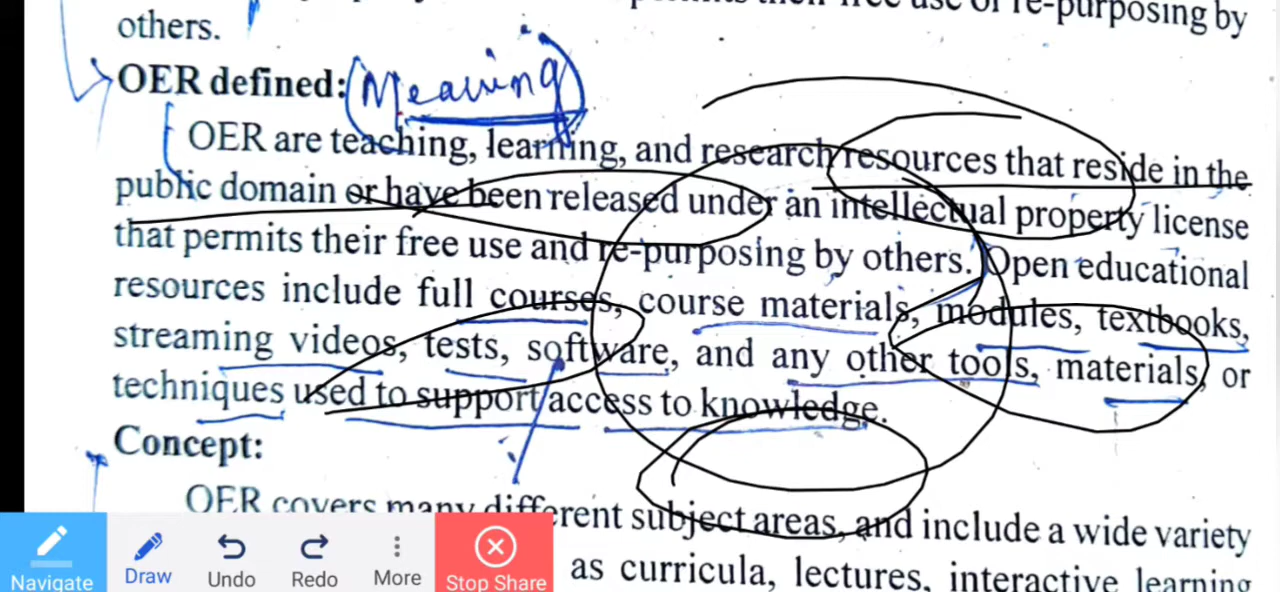 re-purposing by
others.
OER defined: (Meaning)
OER are teaching, learning, and research resources that reside in the
public domain or have been released under an intellectual property license
that permits their free use and re-purposing by others. Open educational
resources include full courses, course materials, modules, textbooks,
streaming videos, tests, software, and any other tools, materials, or
techniques used to support access to knowledge.
Concept:
OER covers many different subject areas, and include a wide variety
as curricula, lectures, interactive learning
Navigate Draw Undo Redo More Stop Share